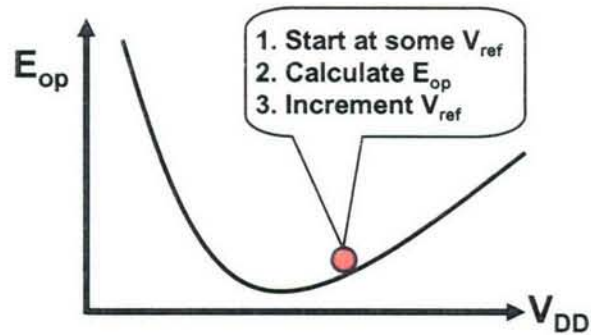 E_op
1. Start at some V_ref
2. Calculate E_op
3. Increment V_ref
V_DD